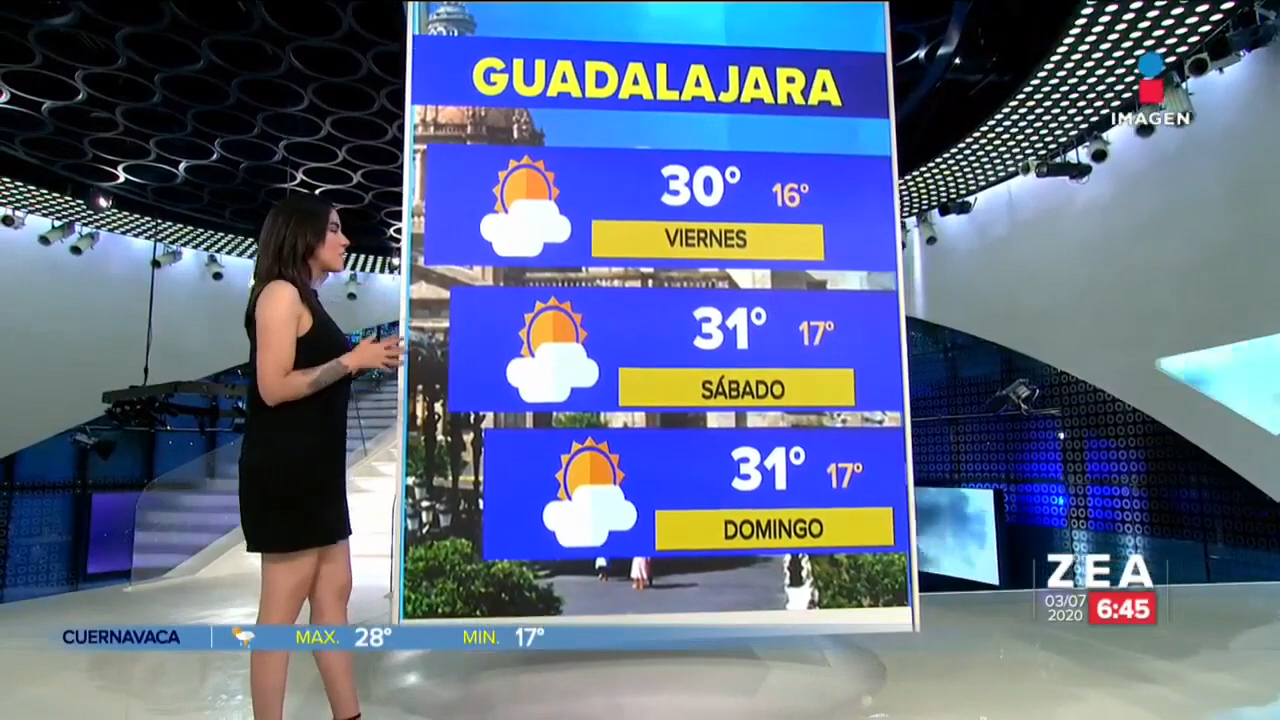 GUADALAJARA
IMAGEN
30° 16°
VIERNES
31° 17°
SÁBADO
31° 17°
DOMINGO
ZEA
03/07
2020
6:45
CUERNAVACA MAX. 28° MIN. 17°